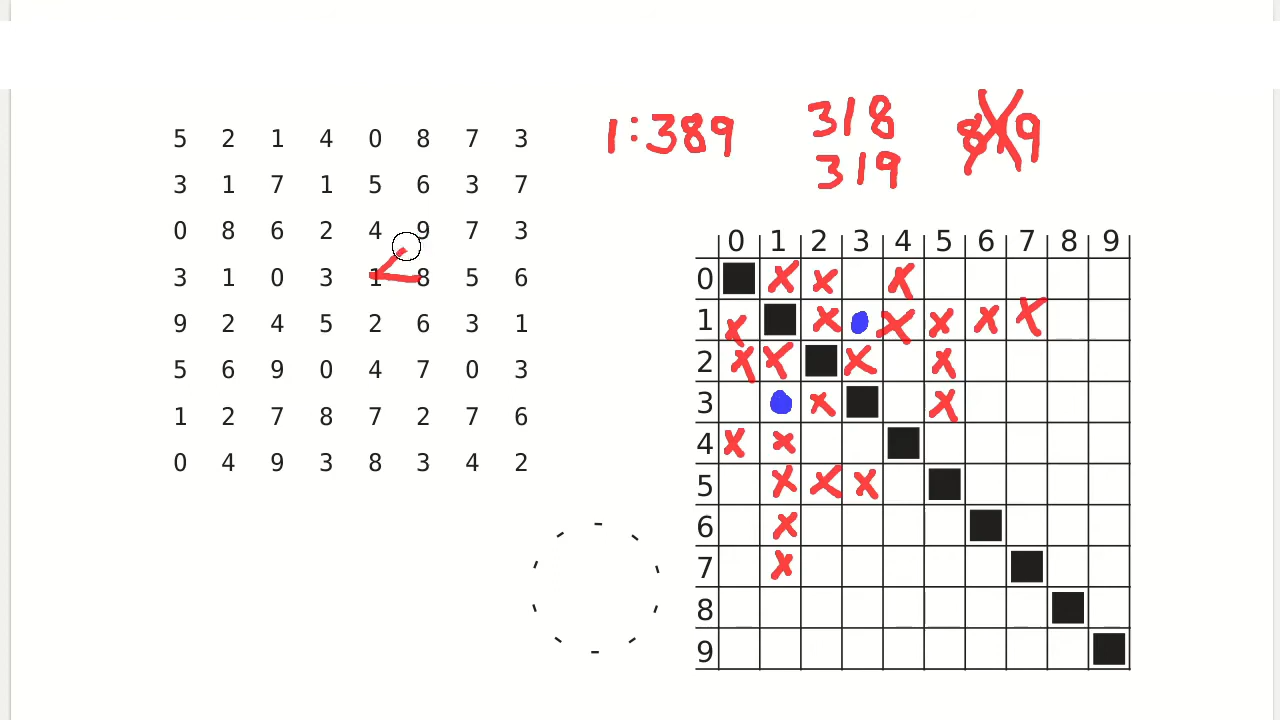 1:389 318 8X9
319
5 2 1 4 0 8 7 3
3 1 7 1 5 6 3 7
0 8 6 2 4 9 7 3
3 1 0 3 1 8 5 6
9 2 4 5 2 6 3 1
5 6 9 0 4 7 0 3
1 2 7 8 7 2 7 6
0 4 9 3 8 3 4 2
0 1 2 3 4 5 6 7 8 9
0 X X X
1 X X X X X X
2 X X X X
3 X X
4 X X
5 X X X
6 X
7 X
8
9